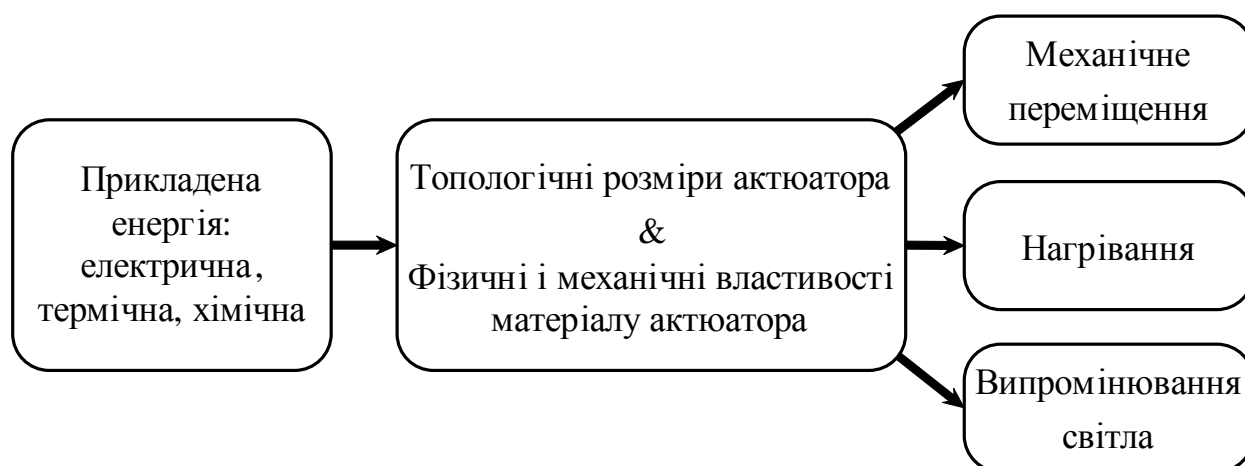 Прикладена
енергія:
електрична,
термічна, хімічна
Топологічні розміри актюатора
&
Фізичні і механічні властивості
матеріалу актюатора
Механічне
переміщення
Нагрівання
Випромінювання
світла